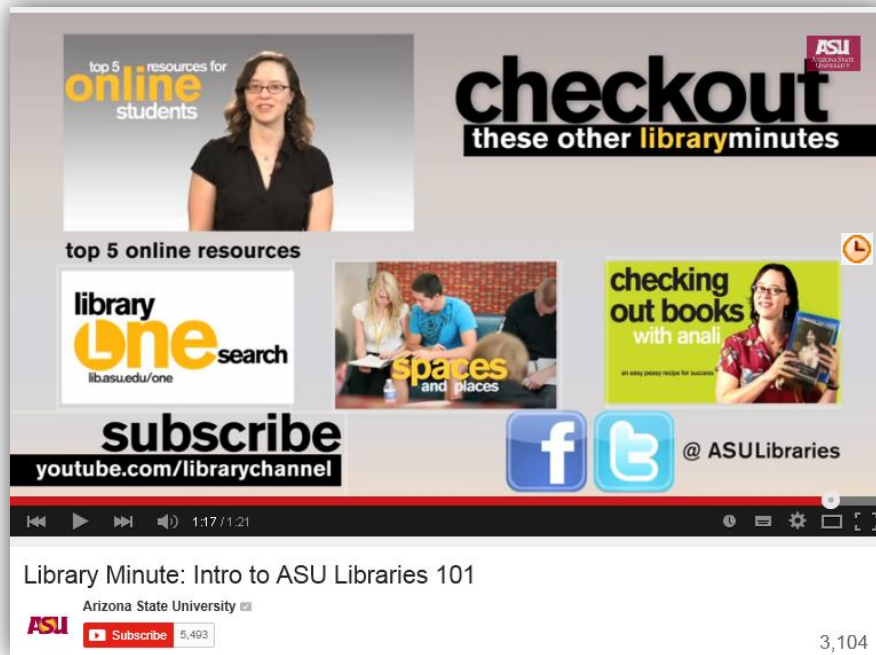 top 5 resources for
online
students
checkout
these other libraryminutes
ASU
ARIZONA STATE
UNIVERSITY
top 5 online resources
library
one search
lib.asu.edu/one
spaces
and places
checking
out books
with anali
an easy peasy recipe for success
subscribe
youtube.com/librarychannel
f
t
@ ASULibraries
1:17 / 1:21
Library Minute: Intro to ASU Libraries 101
Arizona State University
ASU
Subscribe 5,493
3,104